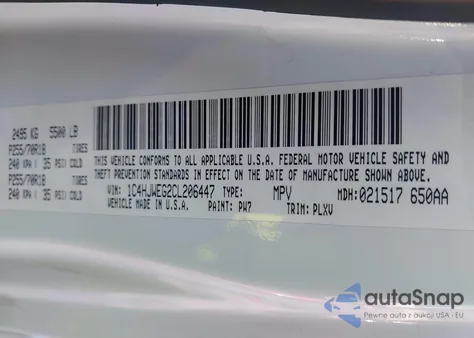 2495 KG 5500 LB
P255/70R18 TIRES
240 KPA/ 35 PSI/ COLD
P255/70R18 TIRES
240 KPA/ 35 PSI/ COLD
THIS VEHICLE CONFORMS TO ALL APPLICABLE U.S.A. FEDERAL MOTOR VEHICLE SAFETY AND
THEFT PREVENTION STANDARDS IN EFFECT ON THE DATE OF MANUFACTURE SHOWN ABOVE.
VIN: 1C4HJWEG2CL206447 TYPE: MPV MDH:021517 650AA
VEHICLE MADE IN U.S.A. PAINT: PW7 TRIM: PLXV
autoSnap
Pewne auta z aukcji USA - EU